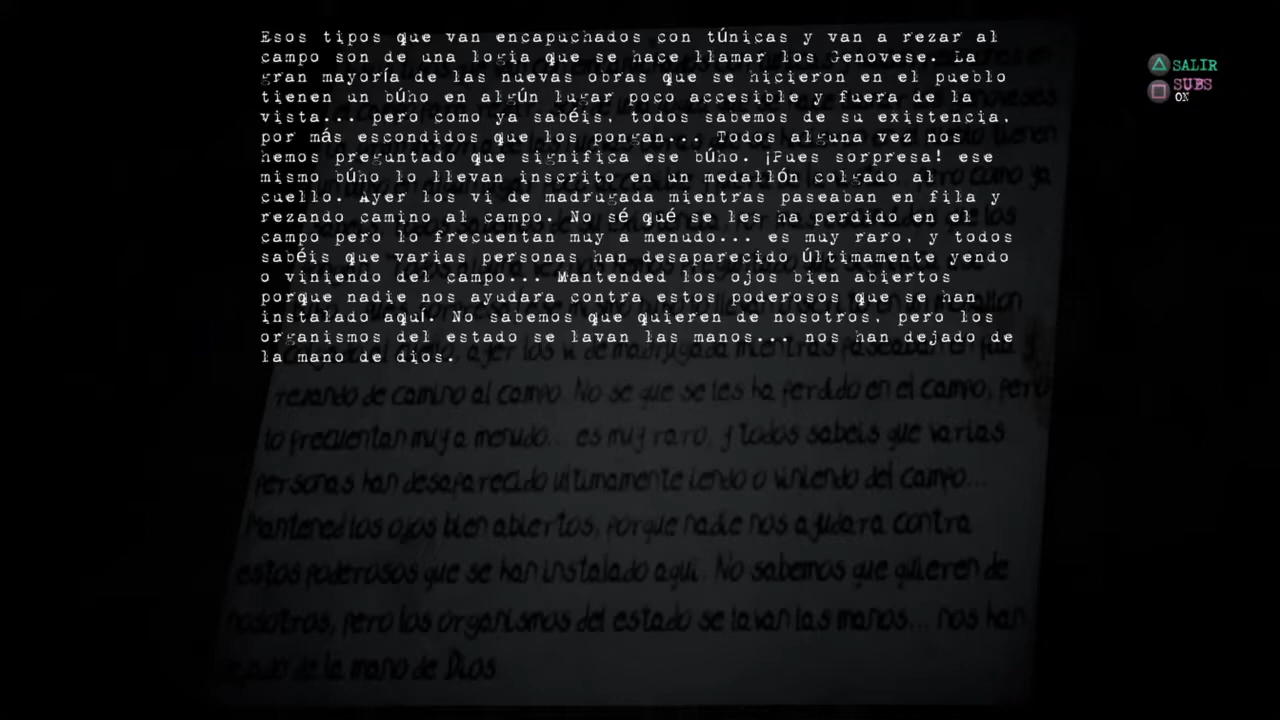 Esos tipos que van encapuchados con túnicas y van a rezar al
campo son de una logia que se hace llamar los Genovese. La
gran mayoría de las nuevas obras que se hicieron en el pueblo
tienen un búho en algún lugar poco accesible y fuera de la
vista... pero como ya sabéis, todos sabemos de su existencia,
por más escondidos que los pongan... Todos alguna vez nos
hemos preguntado que significa ese búho. ¡Pues sorpresa! ese
mismo búho lo llevan inscrito en un medallón colgado al
cuello. Ayer los vi de madrugada mientras paseaban en fila y
rezando camino al campo. No sé qué se les ha perdido en el
campo pero lo frecuentan muy a menudo... es muy raro, y todos
sabéis que varias personas han desaparecido últimamente yendo
o viniendo del campo... Mantended los ojos bien abiertos
porque nadie nos ayudara contra estos poderosos que se han
instalado aquí. No sabemos que quieren de nosotros, pero los
organismos del estado se lavan las manos... nos han dejado de
la mano de dios.
SALIR
SUBS
ON
rezando de camino al campo. No se que se les ha perdido en el campo, pero
lo frecuentan muy a menudo... es muy raro, y todos sabeis que varias
personas han desaparecido ultimamente iendo o viniendo del campo...
Mantened los ojos bien abiertos, porque nadie nos ayudara contra
estos poderosos que se han instalado aqui. No sabemos que quieren de
nosotros, pero los organismos del estado se lavan las manos... nos han
dejado de la mano de Dios